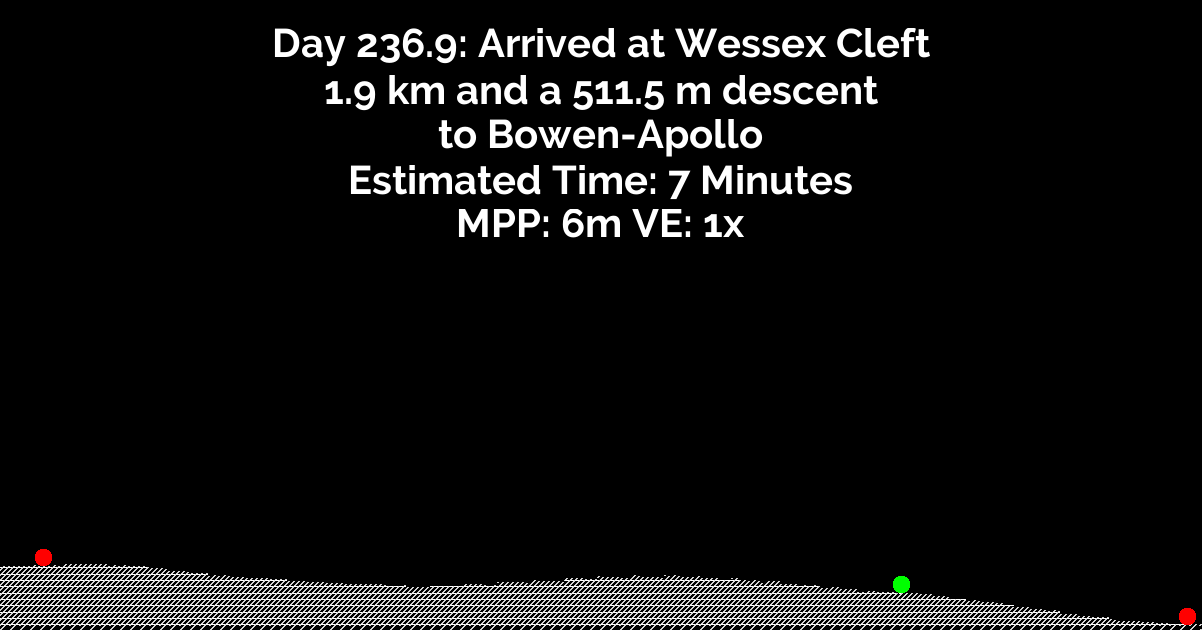 Day 236.9: Arrived at Wessex Cleft
1.9 km and a 511.5 m descent
to Bowen-Apollo
Estimated Time: 7 Minutes
MPP: 6m VE: 1x